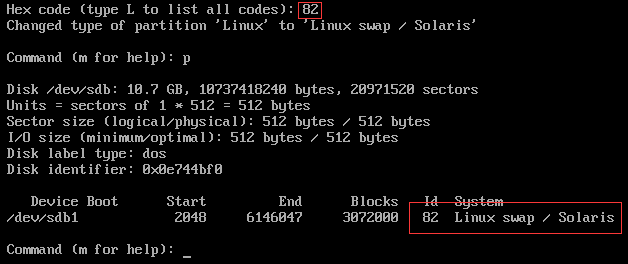 Hex code (type L to list all codes): 82
Changed type of partition 'Linux' to 'Linux swap / Solaris'
Command (m for help): p
Disk /dev/sdb: 10.7 GB, 10737418240 bytes, 20971520 sectors
Units = sectors of 1 * 512 = 512 bytes
Sector size (logical/physical): 512 bytes / 512 bytes
I/O size (minimum/optimal): 512 bytes / 512 bytes
Disk label type: dos
Disk identifier: 0x0e744bf0
Device Boot Start End Blocks Id System
/dev/sdb1 2048 6146047 3072000 82 Linux swap / Solaris
Command (m for help): _